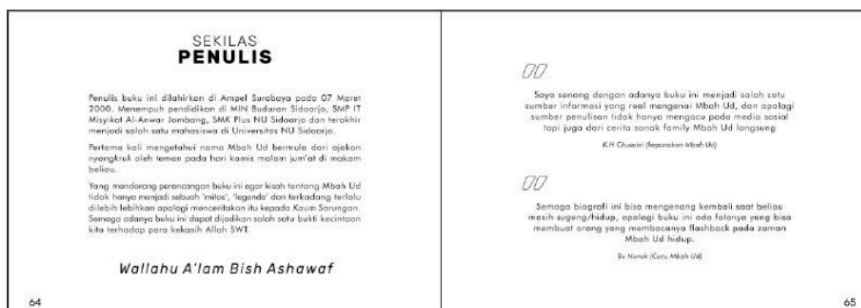 SEKILAS
PENULIS
Penulis buku ini dilahirkan di Ampel Surabaya pada 07 Maret
2000. Menempuh pendidikan di MIN Buduran Sidoarjo, SMP IT
Misyikat Al-Anwar Jombang, SMK Plus NU Sidoarjo dan terakhir
menjadi salah satu mahasiswa di Universitas NU Sidoarjo.
Pertama kali mengetahui nama Mbah Ud bermula dari ajakan
nyangkruk oleh teman pada hari kamis malam jum'at di makam
beliau.
Yang mendorong perancangan buku ini agar kisah tentang Mbah Ud
tidak hanya menjadi sebuah 'mitos', 'legenda' dan terkadang terlalu
dilebih lebihkan apalagi menceritakan itu kepada Kaum Sarungan.
Semoga adanya buku ini dapat dijadikan salah satu bukti kecintaan
kita terhadap para kekasih Allah SWT.
Wallahu A'lam Bish Ashawaf
64
Saya senang dengan adanya buku ini menjadi salah satu
sumber informasi yang real mengenai Mbah Ud, dan apalagi
sumber penulisan tidak hanya mengacu pada media sosial
tapi juga dari cerita sanak family Mbah Ud langsung
K.H Chusaini (keponakan Mbah Ud)
Semoga biografi ini bisa mengenang kembali saat beliau
masih sugeng/hidup, apalagi buku ini ada fotonya yang bisa
membuat orang yang membacanya flashback pada zaman
Mbah Ud hidup.
Bu Nunuk (Cucu Mbah Ud)
65